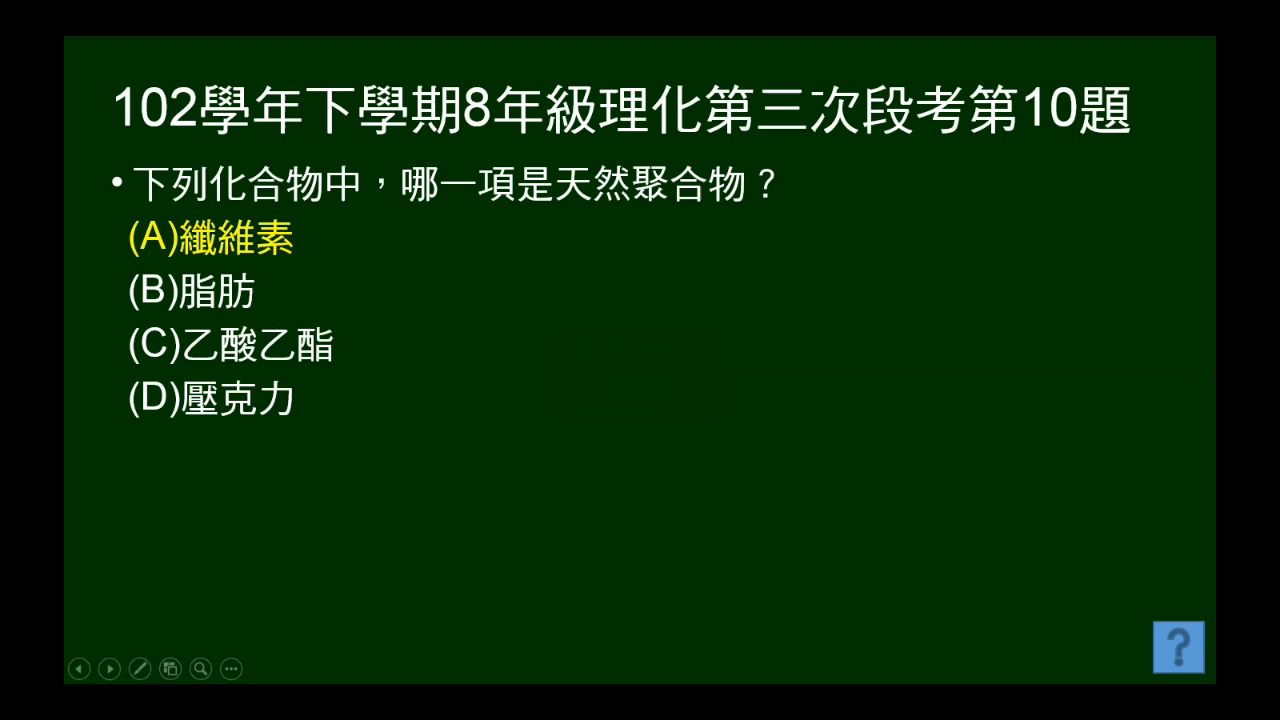 102學年下學期8年級理化第三次段考第10題
• 下列化合物中，哪一項是天然聚合物？
(A)纖維素
(B)脂肪
(C)乙酸乙酯
(D)壓克力
?